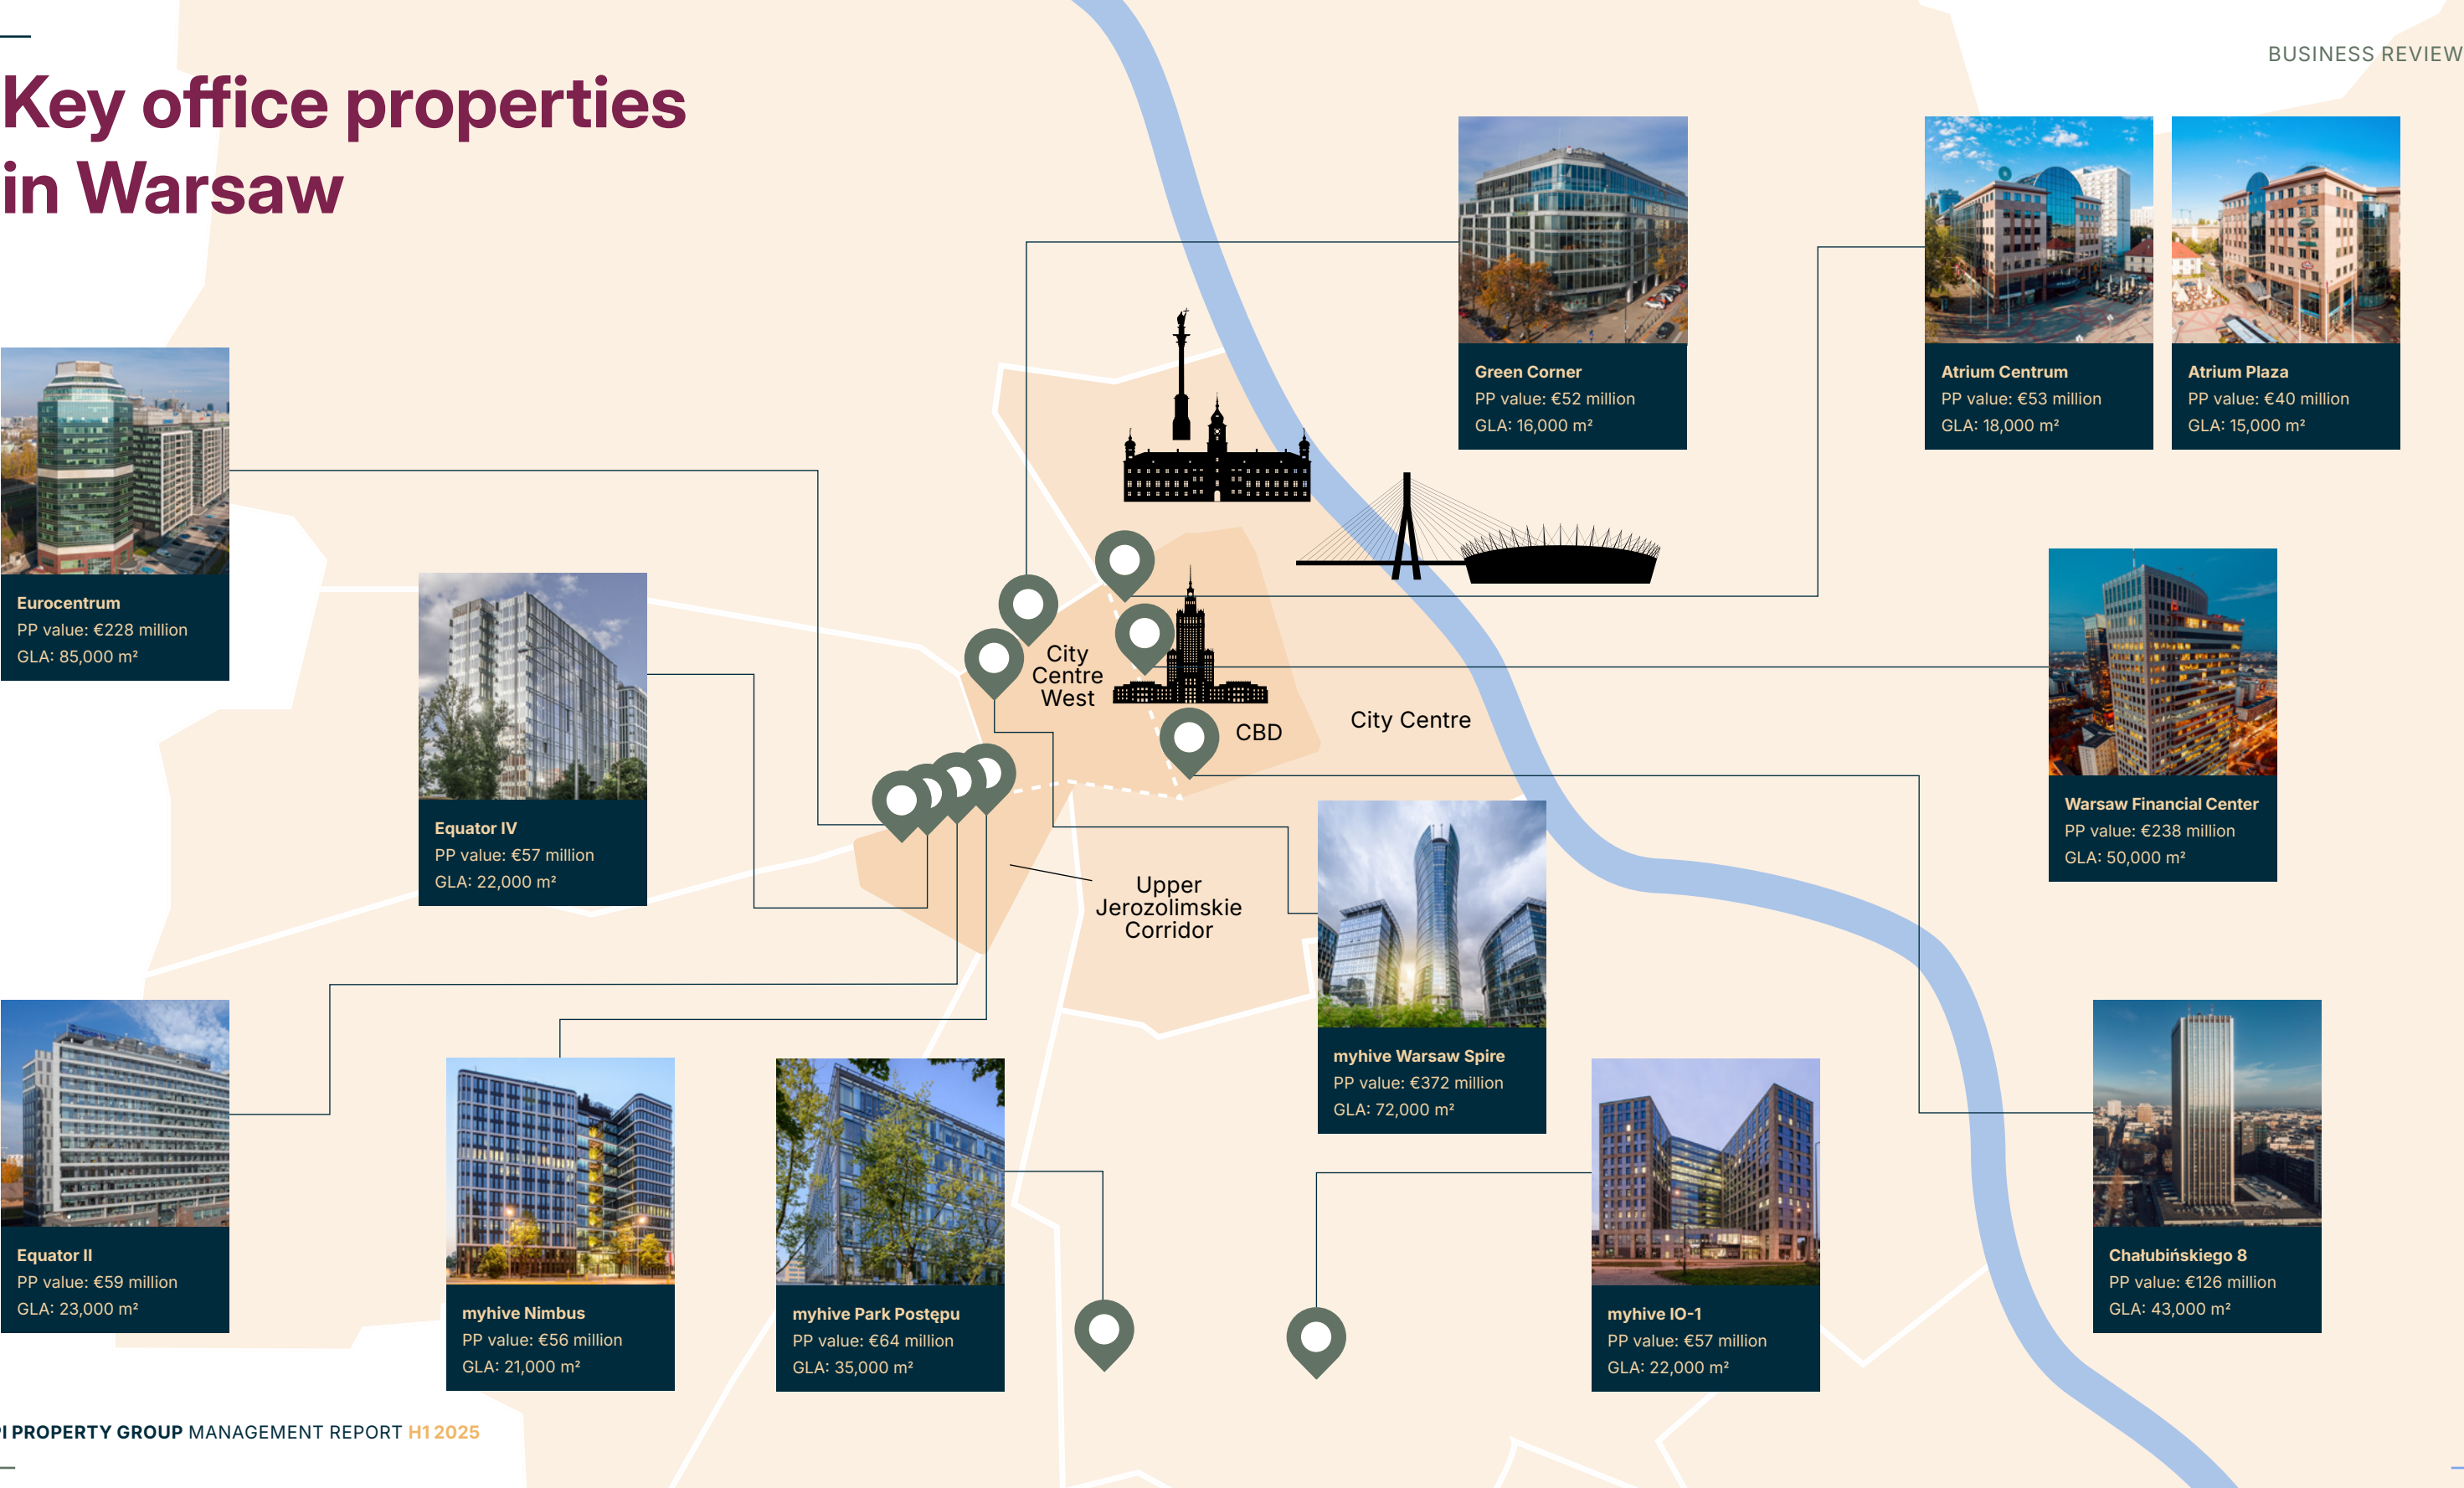 BUSINESS REVIEW
Key office properties
in Warsaw
Green Corner
PP value: €52 million
GLA: 16,000 m²
Atrium Centrum
PP value: €53 million
GLA: 18,000 m²
Atrium Plaza
PP value: €40 million
GLA: 15,000 m²
Eurocentrum
PP value: €228 million
GLA: 85,000 m²
Equator IV
PP value: €57 million
GLA: 22,000 m²
City
Centre
West
CBD
City Centre
Warsaw Financial Center
PP value: €238 million
GLA: 50,000 m²
Upper
Jerozolimskie
Corridor
myhive Warsaw Spire
PP value: €372 million
GLA: 72,000 m²
Equator II
PP value: €59 million
GLA: 23,000 m²
myhive Nimbus
PP value: €56 million
GLA: 21,000 m²
myhive Park Postępu
PP value: €64 million
GLA: 35,000 m²
myhive IO-1
PP value: €57 million
GLA: 22,000 m²
Chałubińskiego 8
PP value: €126 million
GLA: 43,000 m²
PI PROPERTY GROUP MANAGEMENT REPORT H1 2025